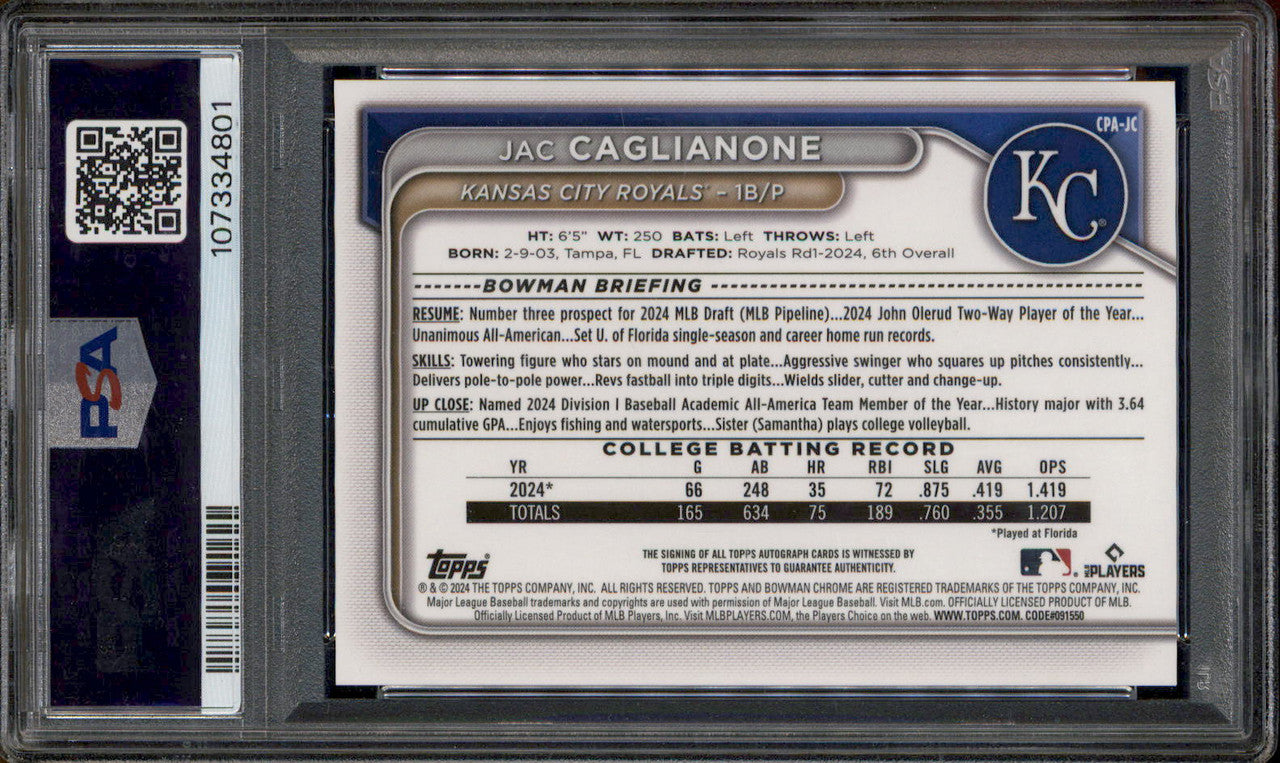 107334801
PSA
CPA-JC
JAC CAGLIANONE
KANSAS CITY ROYALS® – 1B/P
KC®
HT: 6'5" WT: 250 BATS: Left THROWS: Left
BORN: 2-9-03, Tampa, FL DRAFTED: Royals Rd1-2024, 6th Overall
BOWMAN BRIEFING
RESUME: Number three prospect for 2024 MLB Draft (MLB Pipeline)...2024 John Olerud Two-Way Player of the Year...
Unanimous All-American...Set U. of Florida single-season and career home run records.
SKILLS: Towering figure who stars on mound and at plate...Aggressive swinger who squares up pitches consistently...
Delivers pole-to-pole power...Revs fastball into triple digits...Wields slider, cutter and change-up.
UP CLOSE: Named 2024 Division I Baseball Academic All-America Team Member of the Year...History major with 3.64
cumulative GPA...Enjoys fishing and watersports...Sister (Samantha) plays college volleyball.
COLLEGE BATTING RECORD
YR G AB HR RBI SLG AVG OPS
2024* 66 248 35 72 .875 .419 1.419
TOTALS 165 634 75 189 .760 .355 1.207
*Played at Florida
topps®
THE SIGNING OF ALL TOPPS AUTOGRAPH CARDS IS WITNESSED BY
TOPPS REPRESENTATIVES TO GUARANTEE AUTHENTICITY.
MLB PLAYERS
® & © 2024 THE TOPPS COMPANY, INC. ALL RIGHTS RESERVED. TOPPS AND BOWMAN CHROME ARE REGISTERED TRADEMARKS OF THE TOPPS COMPANY, INC.
Major League Baseball trademarks and copyrights are used with permission of Major League Baseball. Visit MLB.com. OFFICIALLY LICENSED PRODUCT OF MLB.
Officially Licensed Product of MLB Players, Inc. Visit MLBPLAYERS.COM, the Players Choice on the web. WWW.TOPPS.COM. CODE#091550
PSA